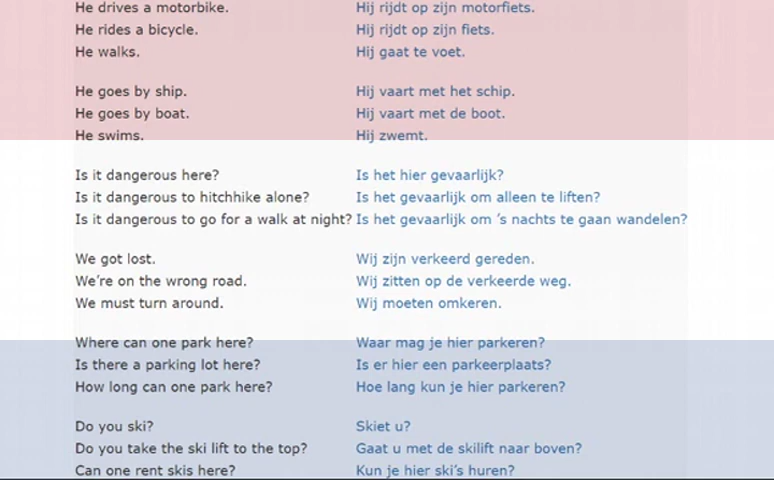 He drives a motorbike. Hij rijdt op zijn motorfiets.
He rides a bicycle. Hij rijdt op zijn fiets.
He walks. Hij gaat te voet.
He goes by ship. Hij vaart met het schip.
He goes by boat. Hij vaart met de boot.
He swims. Hij zwemt.
Is it dangerous here? Is het hier gevaarlijk?
Is it dangerous to hitchhike alone? Is het gevaarlijk om alleen te liften?
Is it dangerous to go for a walk at night? Is het gevaarlijk om ’s nachts te gaan wandelen?
We got lost. Wij zijn verkeerd gereden.
We’re on the wrong road. Wij zitten op de verkeerde weg.
We must turn around. Wij moeten omkeren.
Where can one park here? Waar mag je hier parkeren?
Is there a parking lot here? Is er hier een parkeerplaats?
How long can one park here? Hoe lang kun je hier parkeren?
Do you ski? Skiet u?
Do you take the ski lift to the top? Gaat u met de skilift naar boven?
Can one rent skis here? Kun je hier ski’s huren?